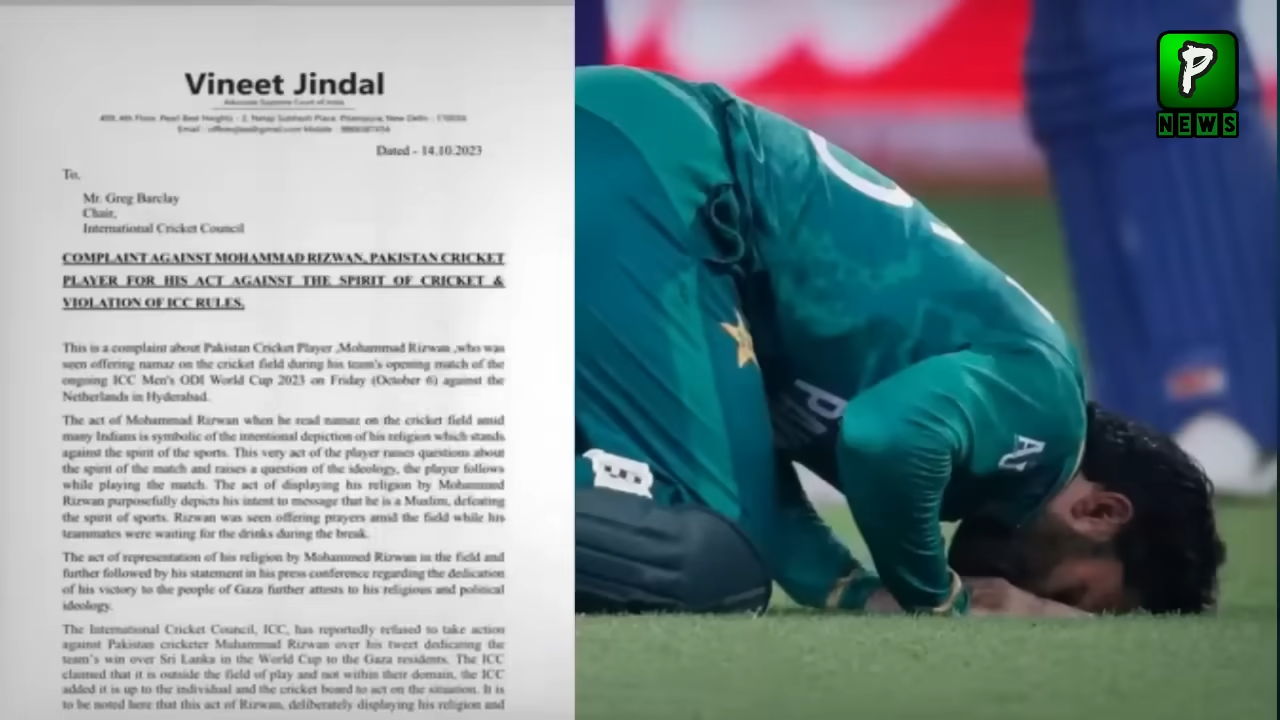 Vineet Jindal
Advocate Supreme Court of India
Dated - 14.10.2023
To,
Mr. Greg Barclay
Chair,
International Cricket Council
COMPLAINT AGAINST MOHAMMAD RIZWAN, PAKISTAN CRICKET
PLAYER FOR HIS ACT AGAINST THE SPIRIT OF CRICKET &
VIOLATION OF ICC RULES.
This is a complaint about Pakistan Cricket Player ,Mohammad Rizwan ,who was
seen offering namaz on the cricket field during his team's opening match of the
ongoing ICC Men's ODI World Cup 2023 on Friday (October 6) against the
Netherlands in Hyderabad.
The act of Mohammad Rizwan when he read namaz on the cricket field amid
many Indians is symbolic of the intentional depiction of his religion which stands
against the spirit of the sports. This very act of the player raises questions about
the spirit of the match and raises a question of the ideology, the player follows
while playing the match. The act of displaying his religion by Mohammed
Rizwan purposefully depicts his intent to message that he is a Muslim, defeating
the spirit of sports. Rizwan was seen offering prayers amid the field while his
teammates were waiting for the drinks during the break.
The act of representation of his religion by Mohammed Rizwan in the field and
further followed by his statement in his press conference regarding the dedication
of his victory to the people of Gaza further attests to his religious and political
ideology.
The International Cricket Council, ICC, has reportedly refused to take action
against Pakistan cricketer Muhammad Rizwan over his tweet dedicating the
team's win over Sri Lanka in the World Cup to the Gaza residents. The ICC
claimed that it is outside the field of play and not within their domain, the ICC
added it is up to the individual and the cricket board to act on the situation. It is
to be noted here that this act of Rizwan, deliberately displaying his religion and
P
NEWS